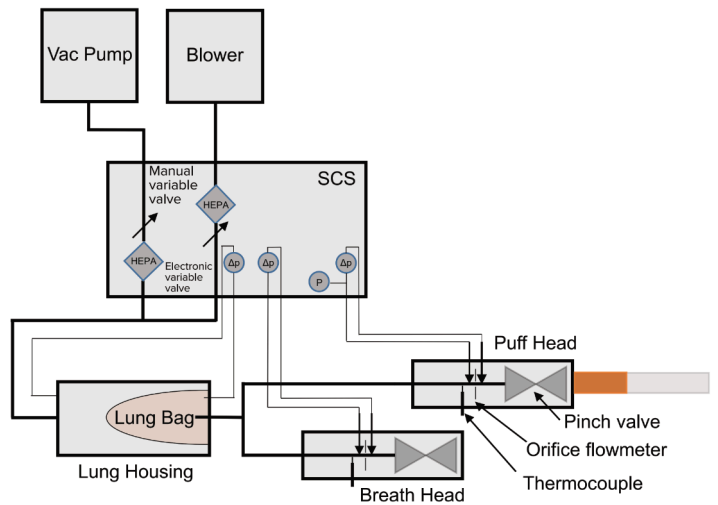 Vac Pump
Blower
SCS
Manual
variable
valve
HEPA
HEPA
Electronic
variable
valve
Δp
Δp
Δp
P
Puff Head
Lung Bag
Pinch valve
Orifice flowmeter
Lung Housing
Thermocouple
Breath Head